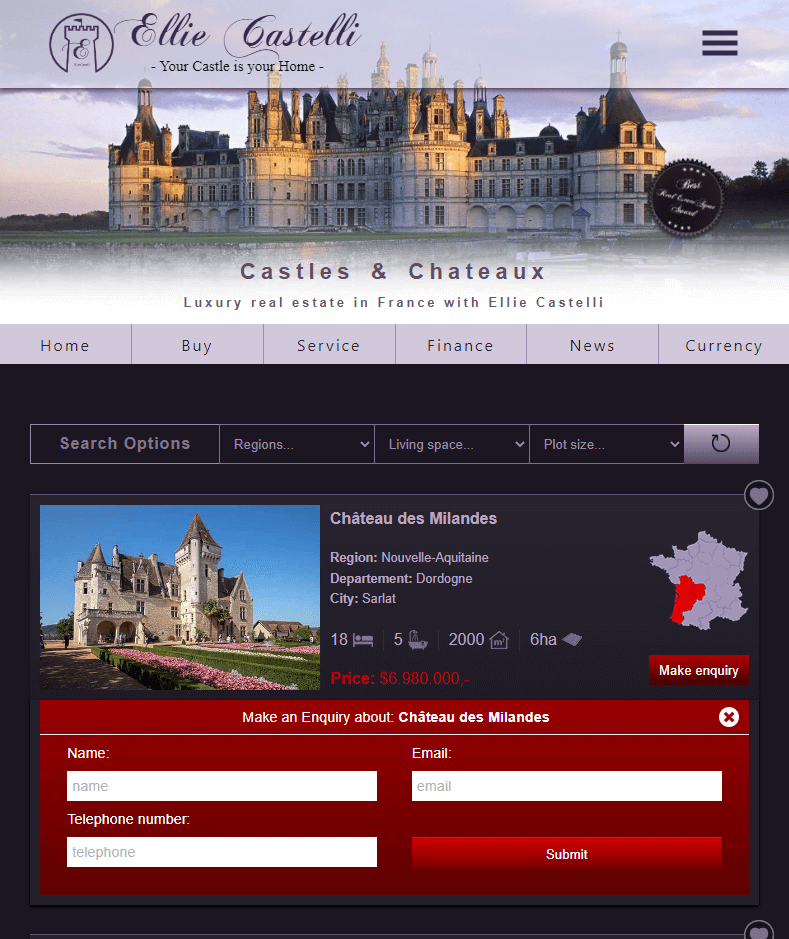 Ellie Castelli
- Your Castle is your Home -
Best
Real Estate Agent
Award
Castles & Chateaux
Luxury real estate in France with Ellie Castelli
Home Buy Service Finance News Currency
Search Options Regions... Living space... Plot size...
Château des Milandes
Region: Nouvelle-Aquitaine
Departement: Dordogne
City: Sarlat
18 5 2000 m² 6ha
Price: $6.980.000,-
Make enquiry
Make an Enquiry about: Château des Milandes
Name: Email:
name email
Telephone number:
telephone Submit